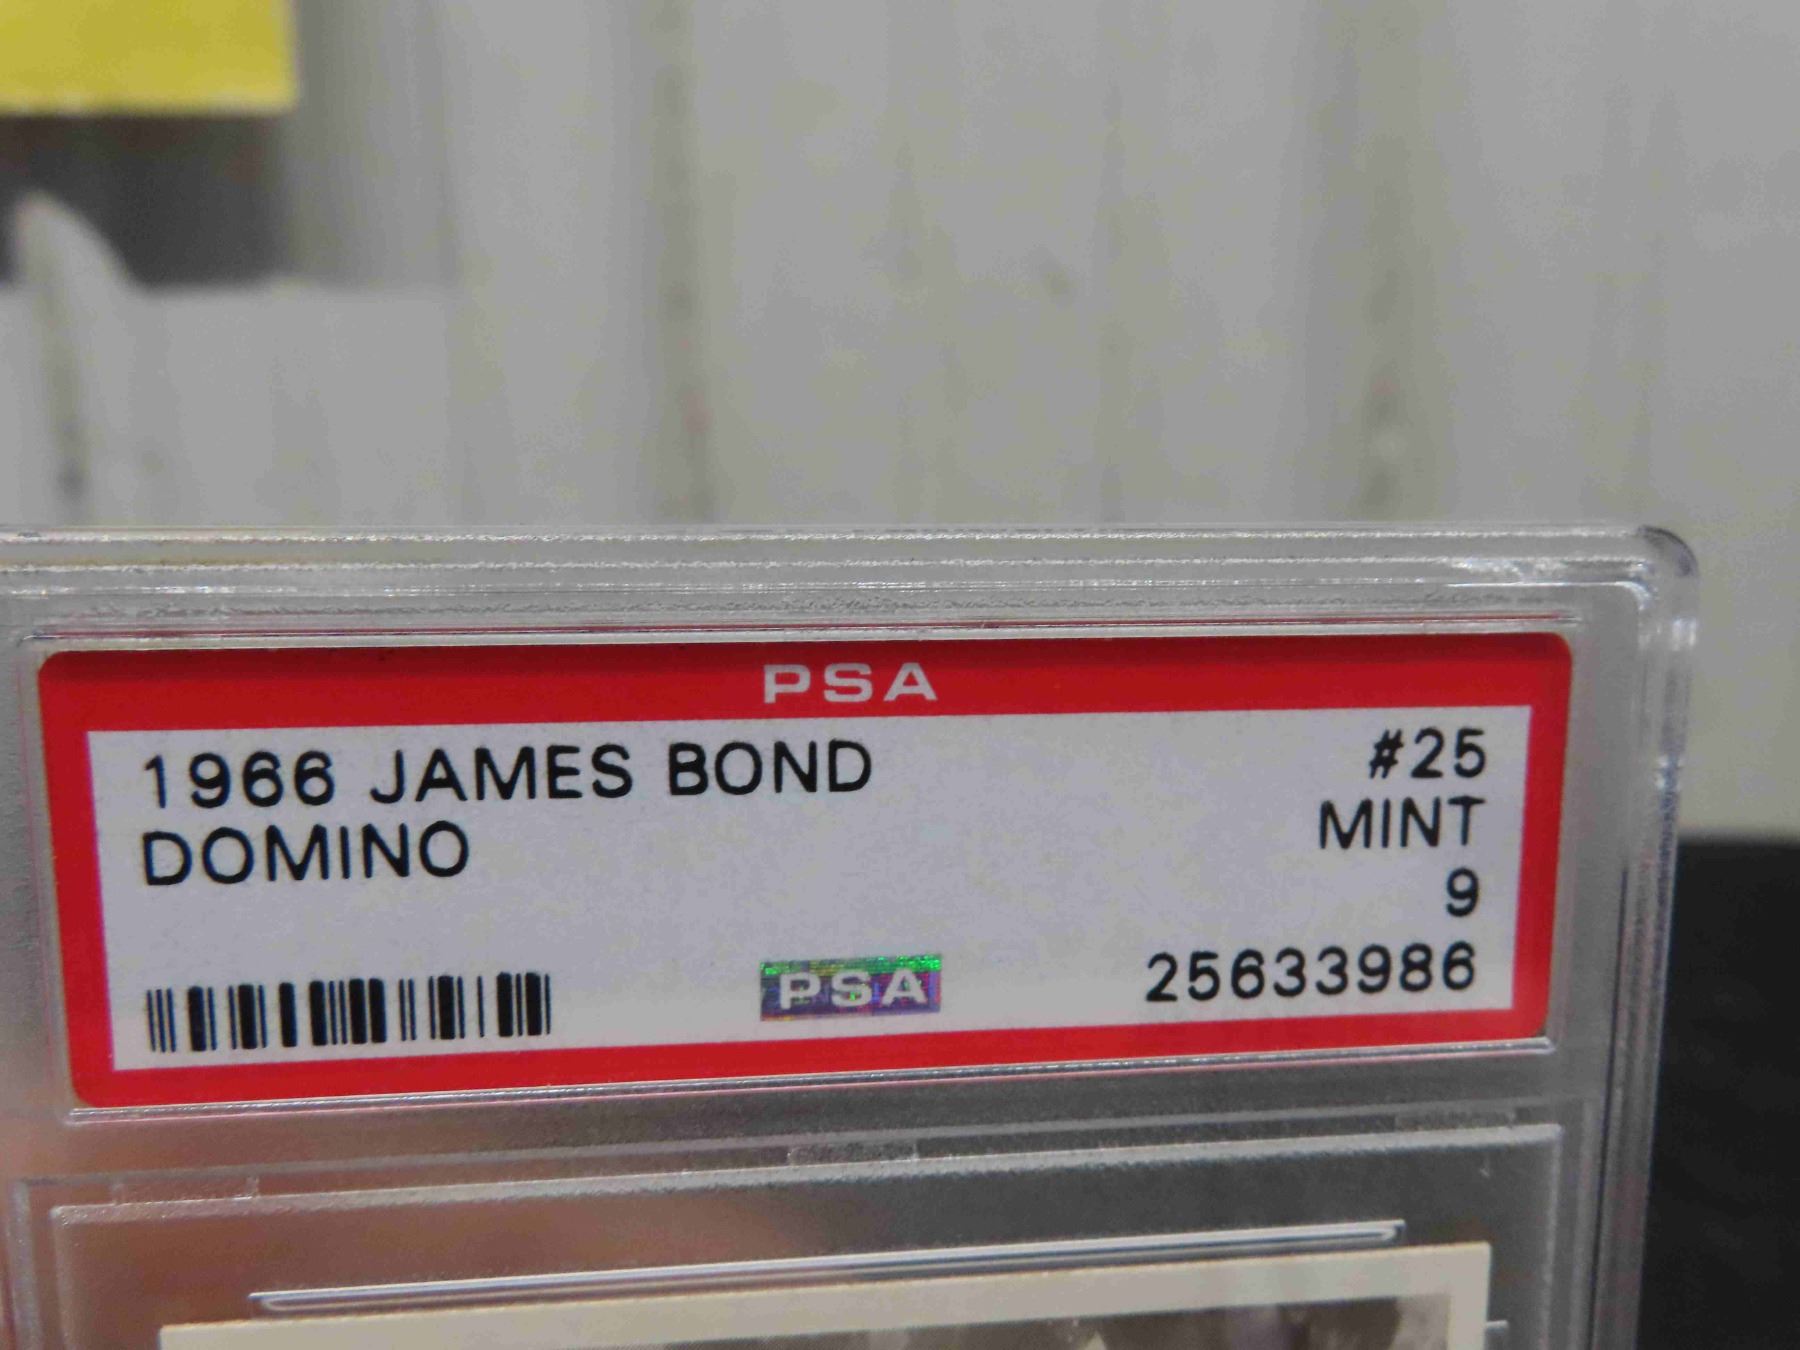 PSA
1966 JAMES BOND #25
DOMINO MINT
9
PSA 25633986